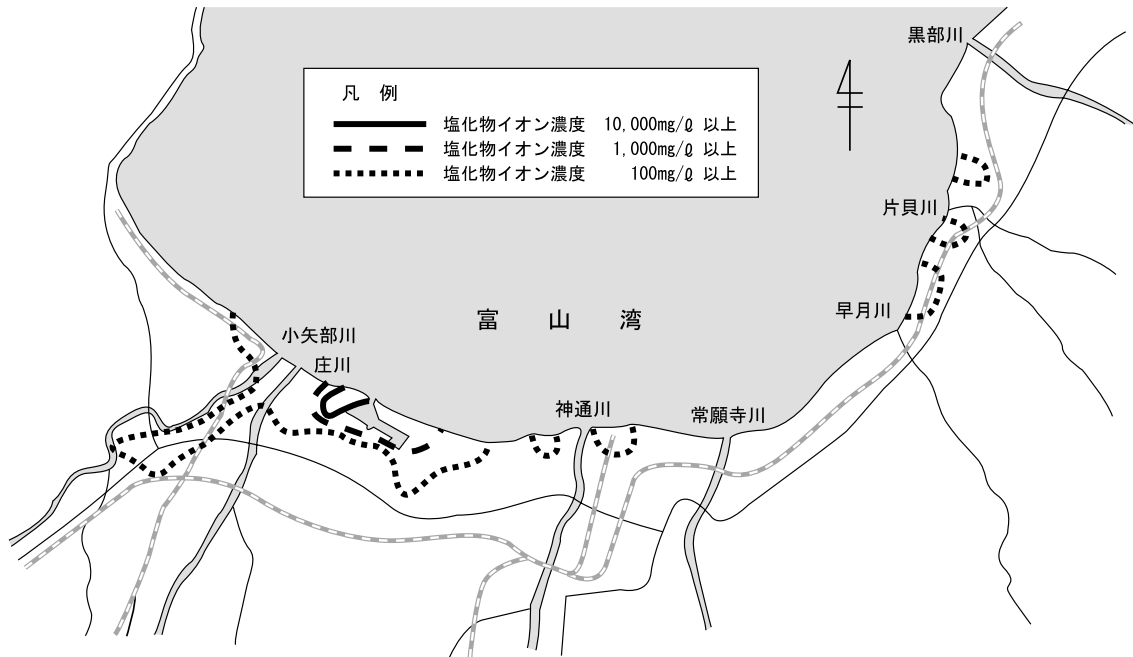 黒部川
凡 例
塩化物イオン濃度 10,000mg/ℓ 以上
塩化物イオン濃度 1,000mg/ℓ 以上
塩化物イオン濃度 100mg/ℓ 以上
片貝川
早月川
富 山 湾
小矢部川
庄川
神通川
常願寺川